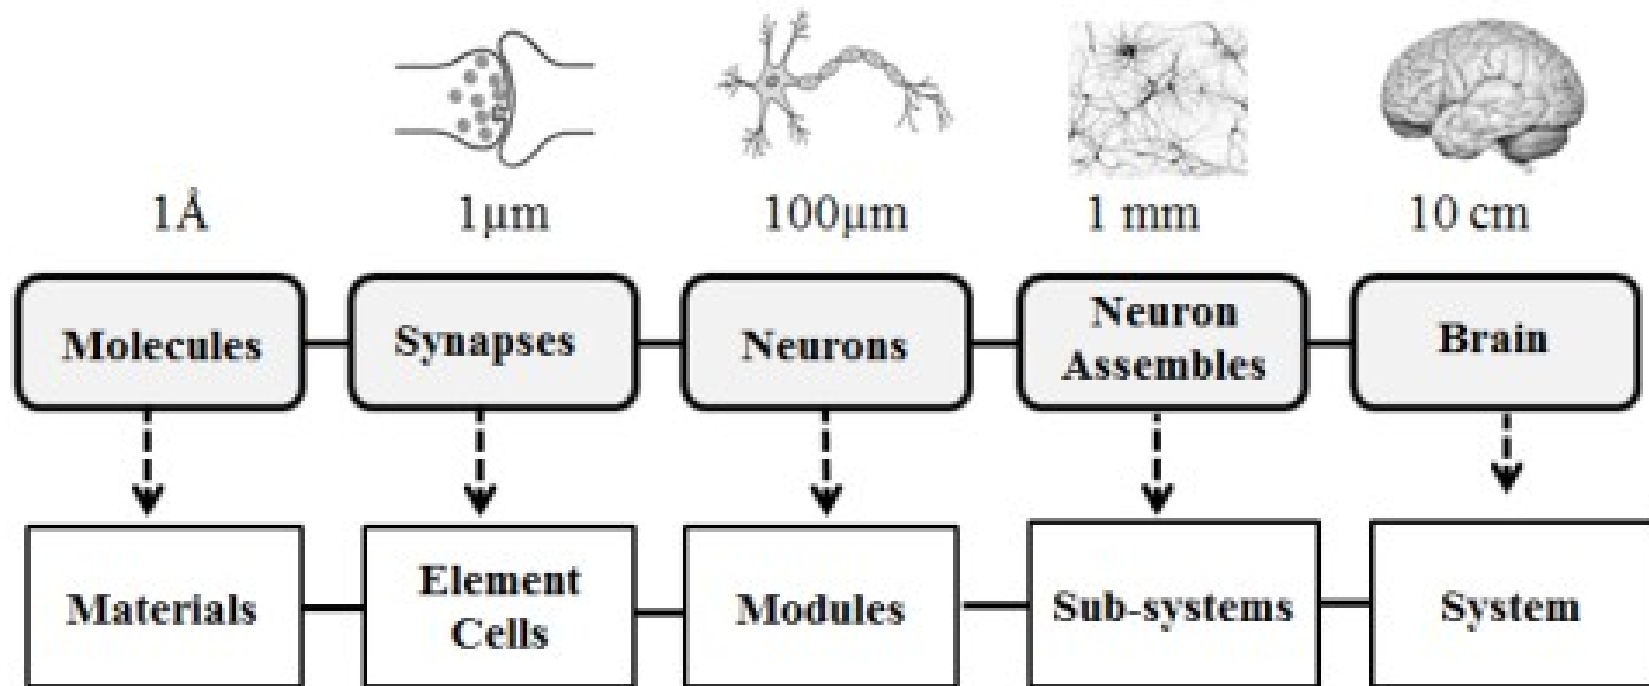 1Å
1μm
100μm
1 mm
10 cm
Molecules
Synapses
Neurons
Neuron
Assembles
Brain
Materials
Element
Cells
Modules
Sub-systems
System